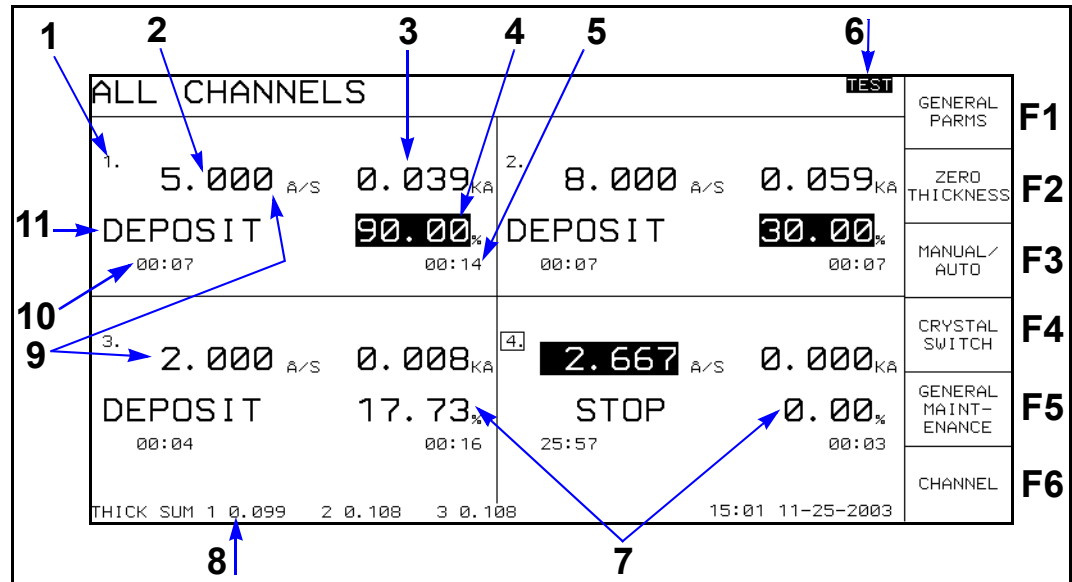 1 2 3 4 5 6
ALL CHANNELS TEST
GENERAL PARMS F1
1. 5.000 A/S 0.039 KA
2. 8.000 A/S 0.059 KA
ZERO THICKNESS F2
11 DEPOSIT 90.00 %
DEPOSIT 30.00 %
00:07 00:14
00:07 00:07
MANUAL/ AUTO F3
10
9
3. 2.000 A/S 0.008 KA
4. 2.667 A/S 0.000 KA
CRYSTAL SWITCH F4
DEPOSIT 17.73 %
STOP 0.00 %
00:04 00:16
25:57 00:03
GENERAL MAINT- ENANCE F5
CHANNEL F6
THICK SUM 1 0.099 2 0.108 3 0.108 15:01 11-25-2003
8 7